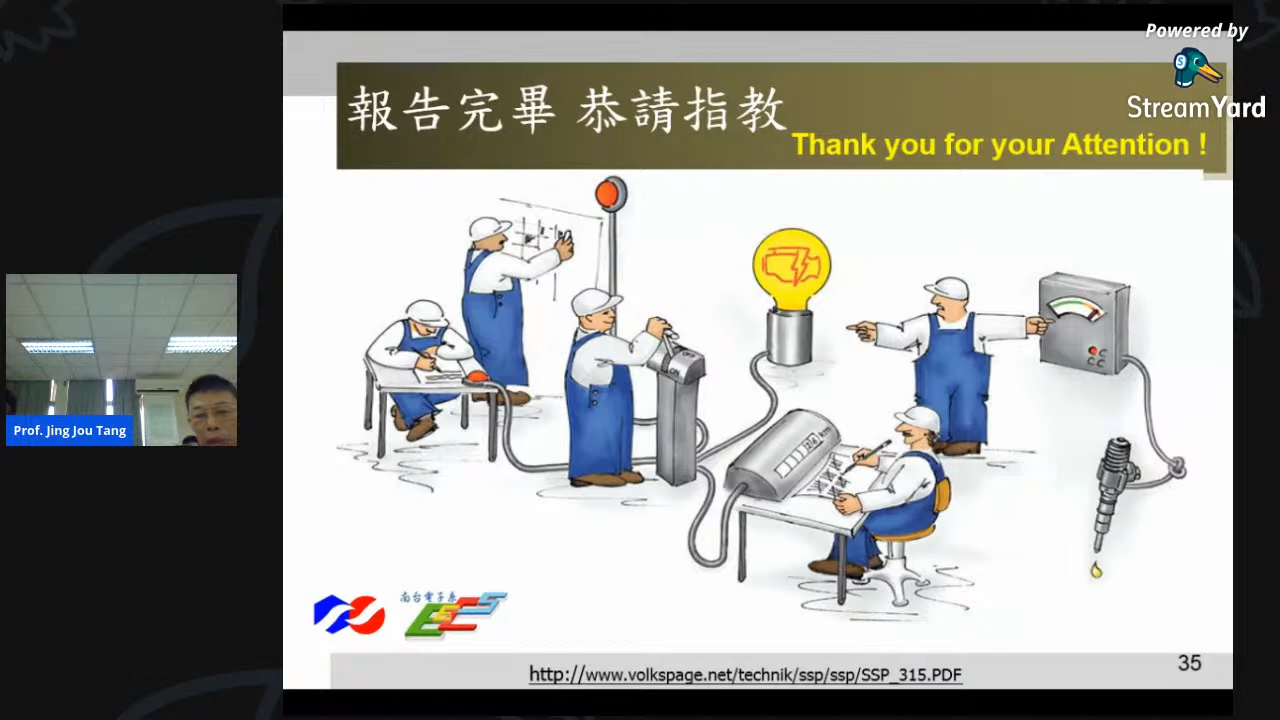 Powered by
StreamYard
報告完畢 恭請指教
Thank you for your Attention !
Prof. Jing Jou Tang
南台電子系
EECS
http://www.volkspage.net/technik/ssp/ssp/SSP_315.PDF
35